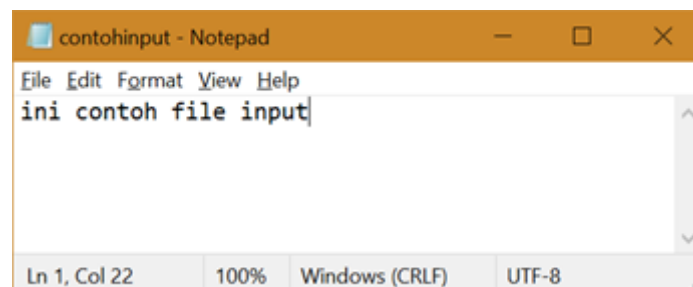 contohinput - Notepad
File Edit Format View Help
ini contoh file input
Ln 1, Col 22 100% Windows (CRLF) UTF-8